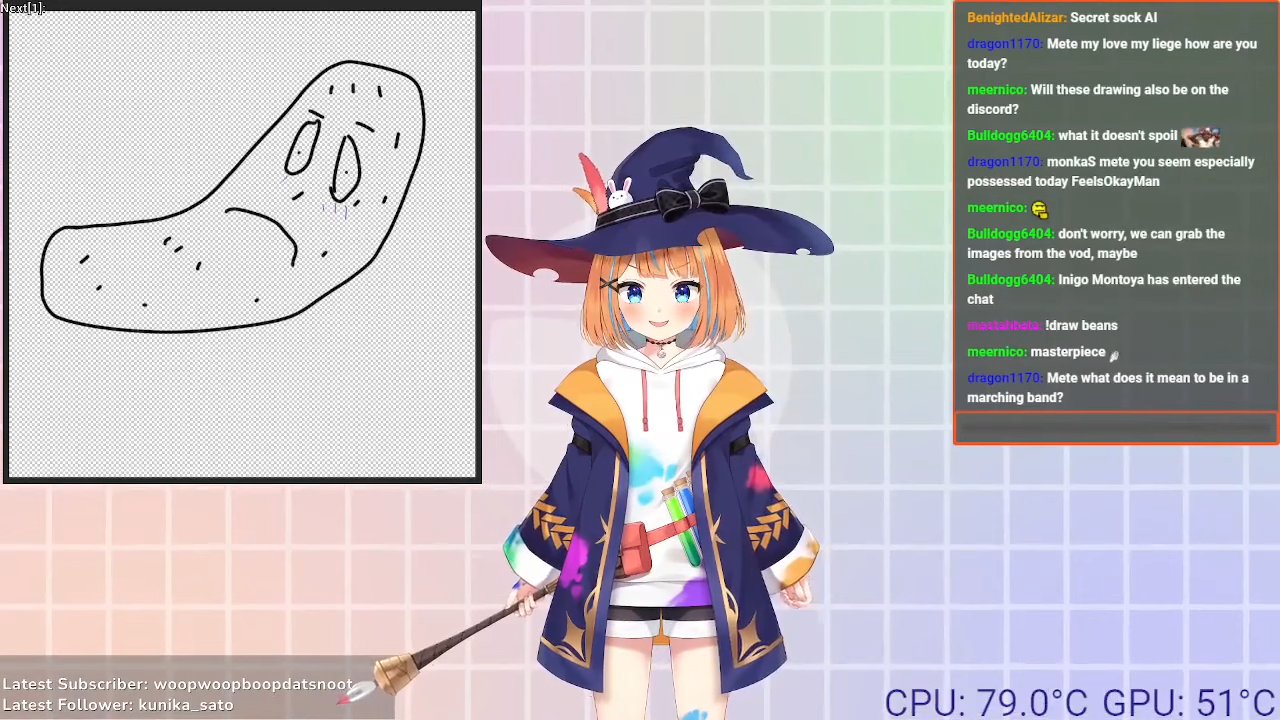 Next[1]:
BenightedAlizar: Secret sock AI
dragon1170: Mete my love my liege how are you
today?
meernico: Will these drawing also be on the
discord?
Bulldogg6404: what it doesn't spoil
dragon1170: monkaS mete you seem especially
possessed today FeelsOkayMan
meernico:
Bulldogg6404: don't worry, we can grab the
images from the vod, maybe
Bulldogg6404: Inigo Montoya has entered the
chat
mastahbeta: !draw beans
meernico: masterpiece
dragon1170: Mete what does it mean to be in a
marching band?
Latest Subscriber: woopwoopboopdatsnoot
Latest Follower: kunika_sato
CPU: 79.0°C GPU: 51°C